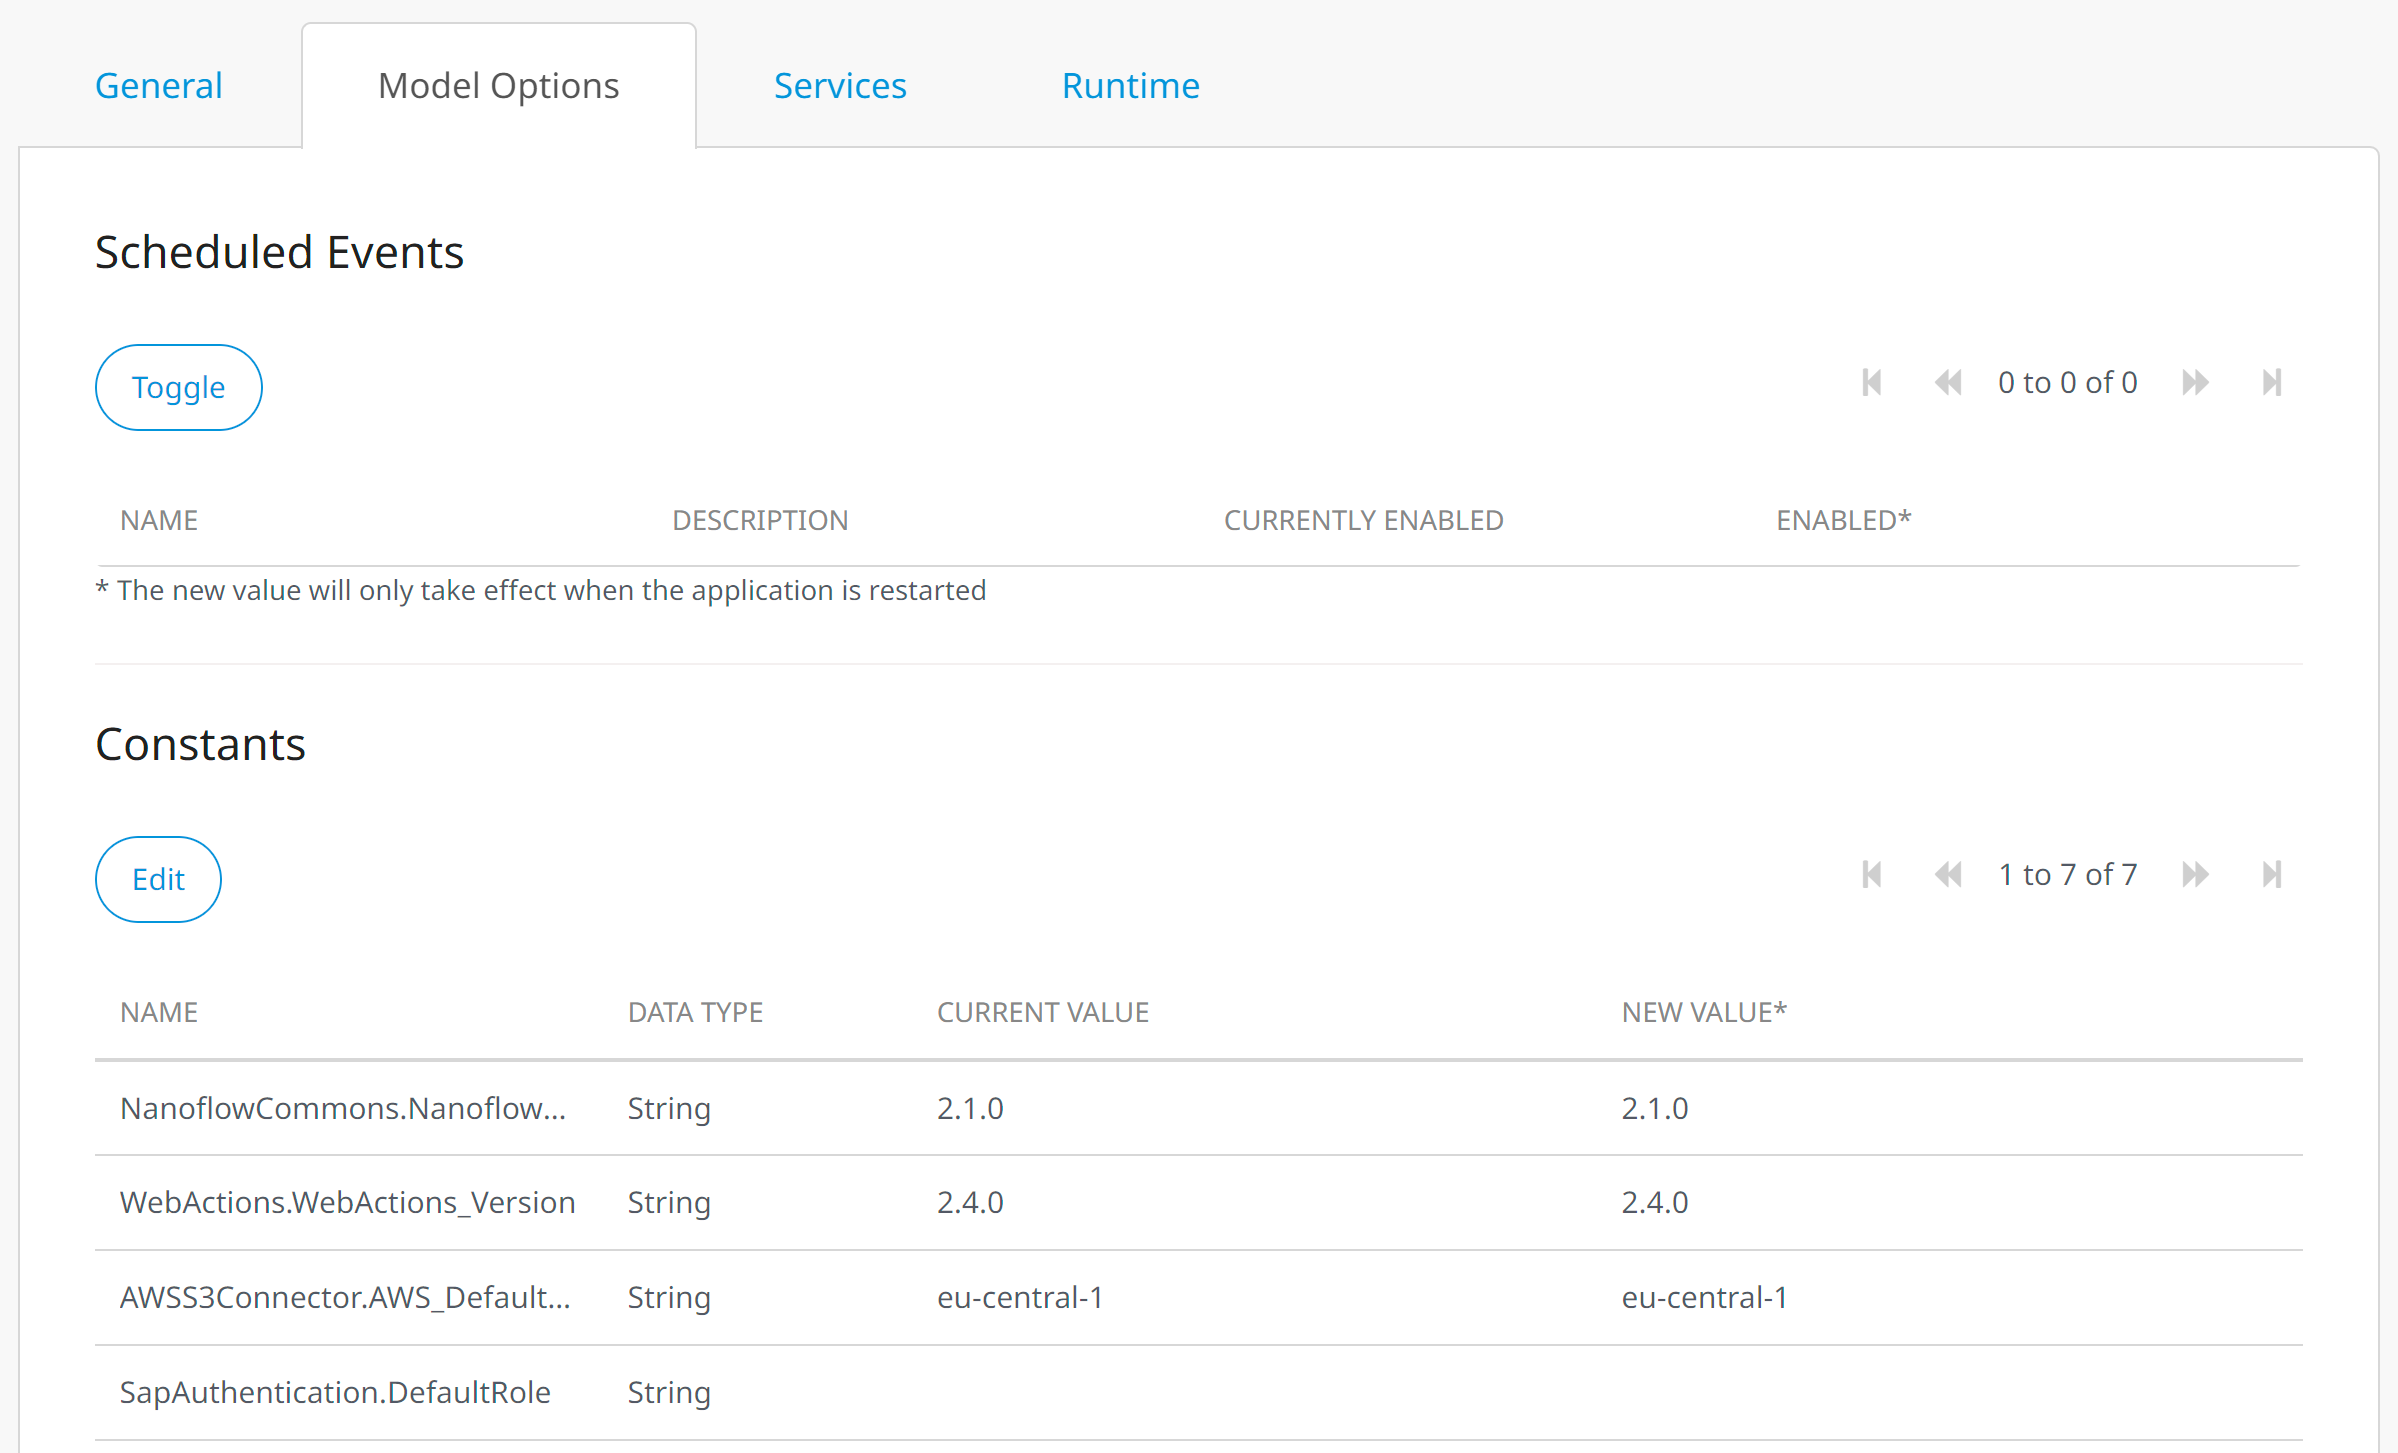 General Model Options Services Runtime
Scheduled Events
Toggle 0 to 0 of 0
NAME DESCRIPTION CURRENTLY ENABLED ENABLED*
* The new value will only take effect when the application is restarted
Constants
Edit 1 to 7 of 7
NAME DATA TYPE CURRENT VALUE NEW VALUE*
NanoflowCommons.Nanoflow... String 2.1.0 2.1.0
WebActions.WebActions_Version String 2.4.0 2.4.0
AWSS3Connector.AWS_Default... String eu-central-1 eu-central-1
SapAuthentication.DefaultRole String